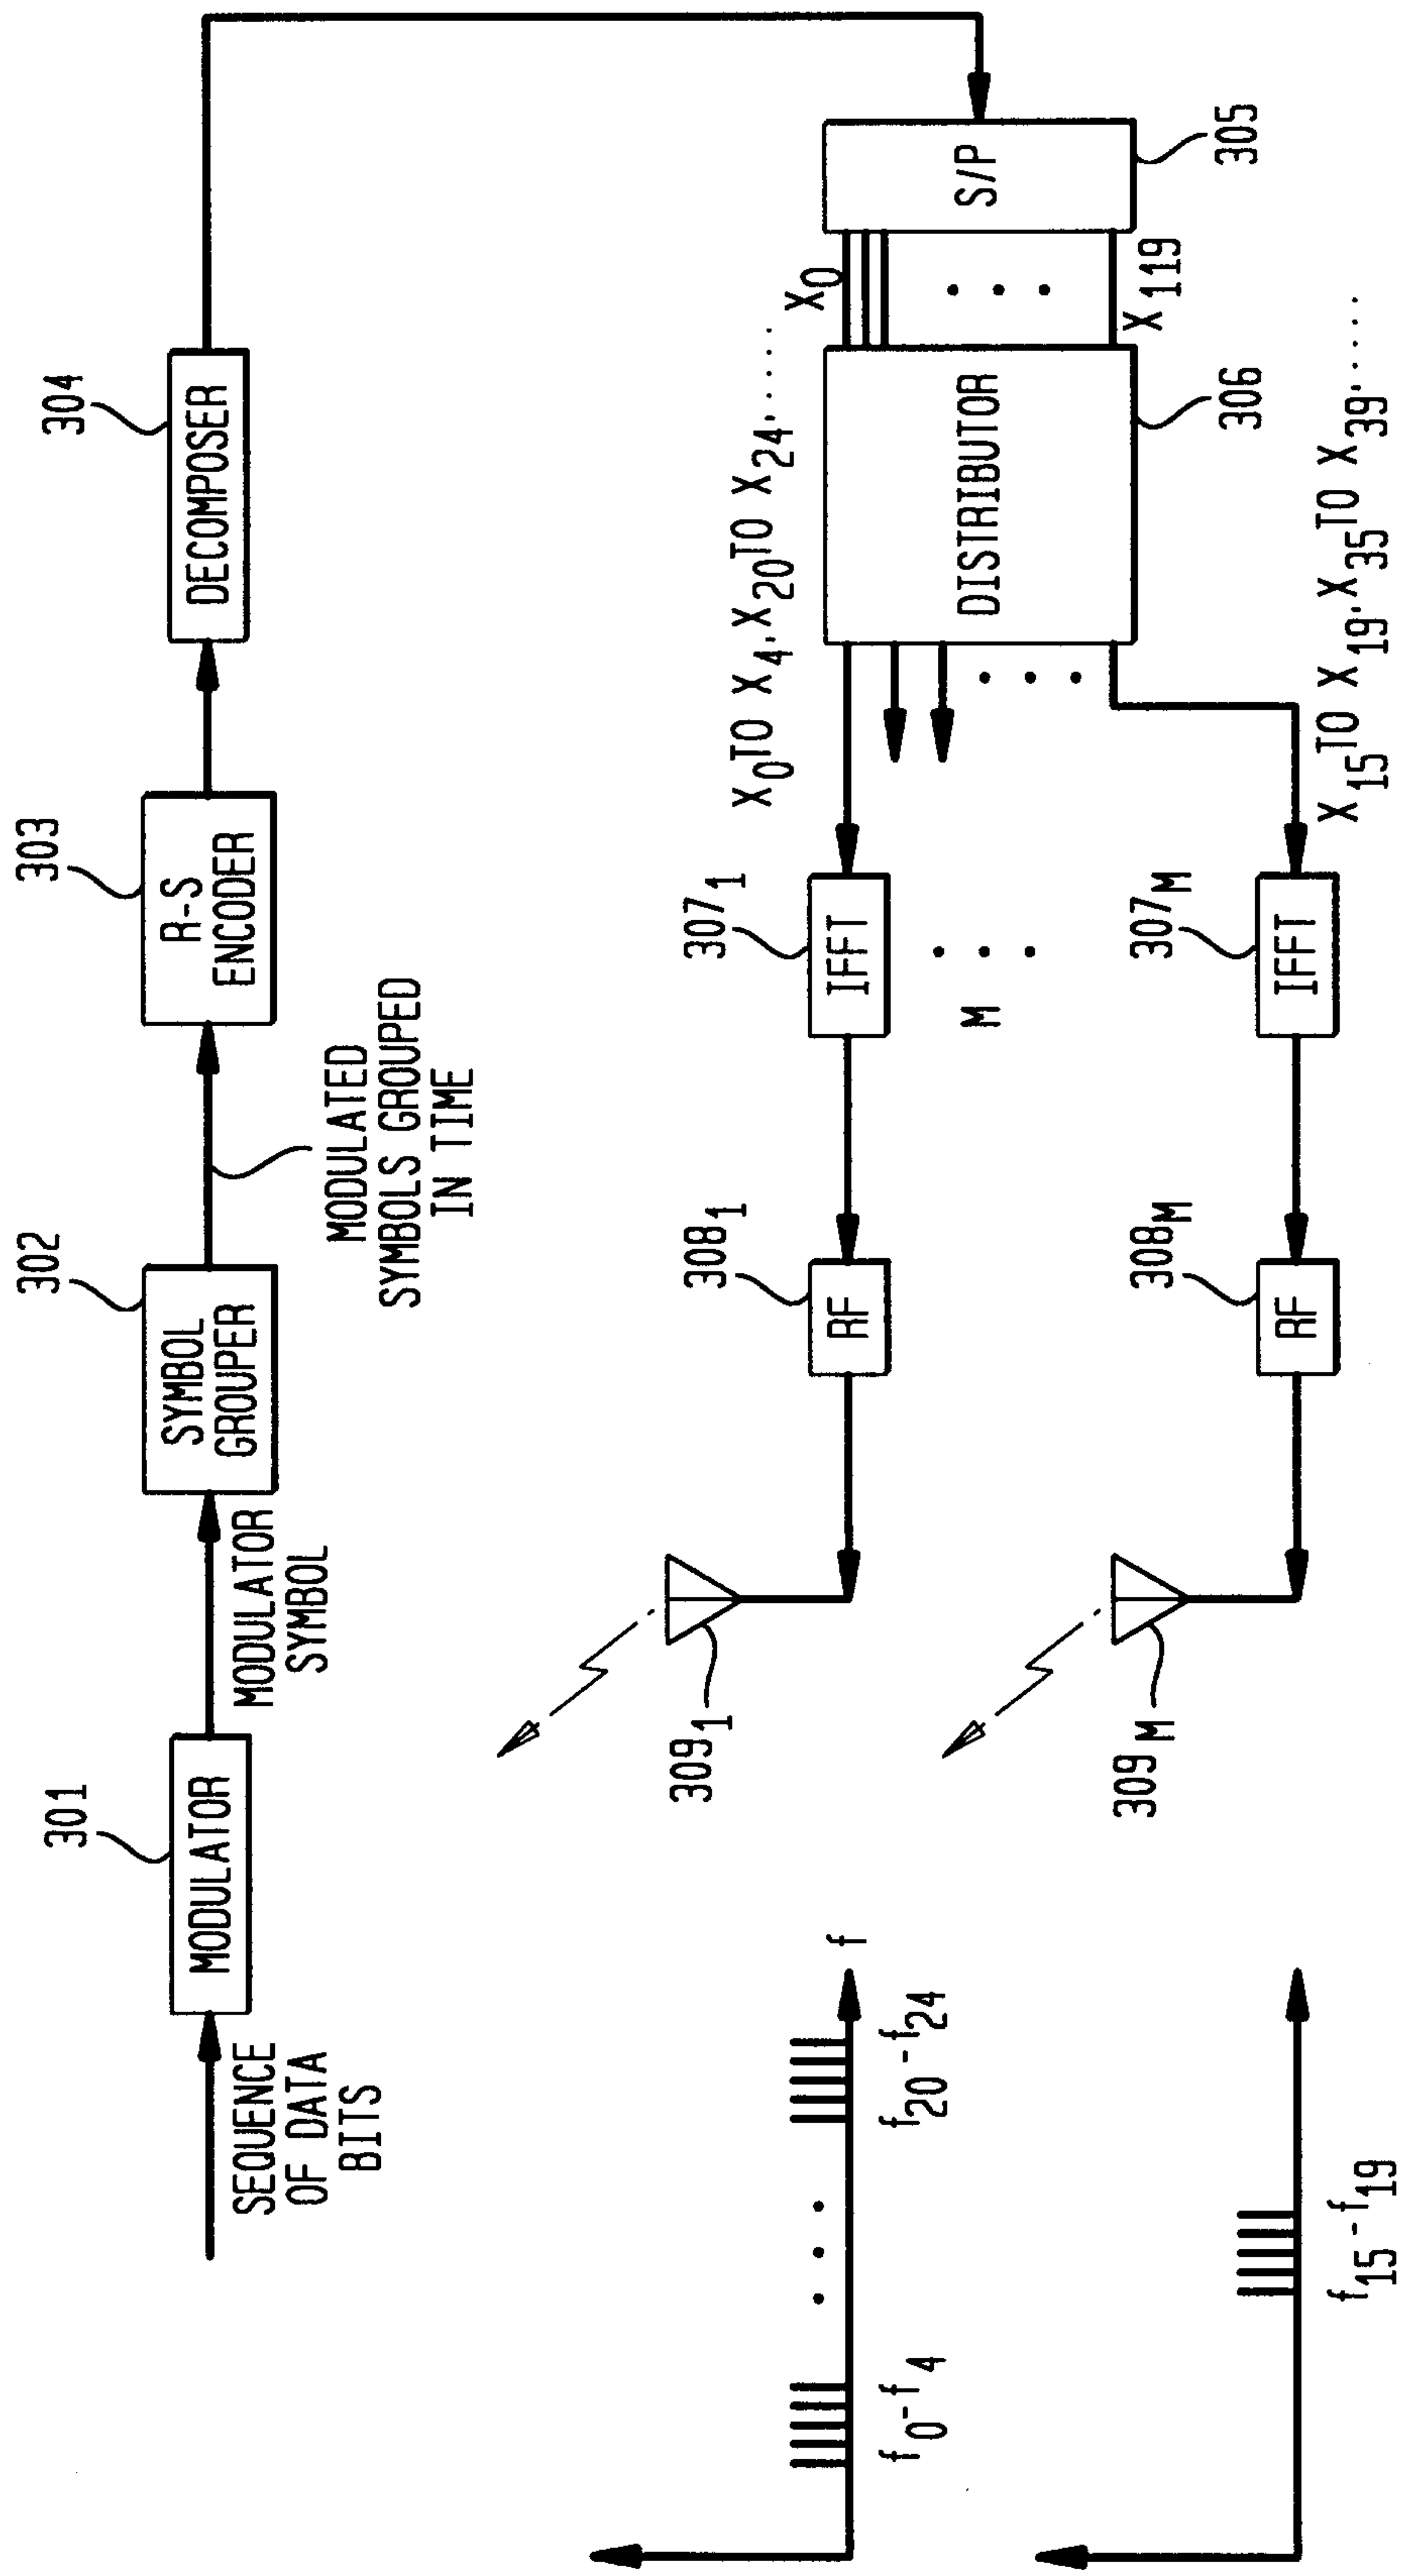 301
302
303
304
SEQUENCE
OF DATA
BITS
MODULATOR
MODULATOR
SYMBOL
SYMBOL
GROUPER
MODULATED
SYMBOLS GROUPED
IN TIME
R-S
ENCODER
DECOMPOSER
X0 TO X4, X20 TO X24, .....
X0
309₁
308₁
307₁
RF
IFFT
DISTRIBUTOR
S/P
305
306
X119
M
f
f0-f4
f20-f24
309M
308M
307M
RF
IFFT
X15 TO X19, X35 TO X39, .....
f15-f19